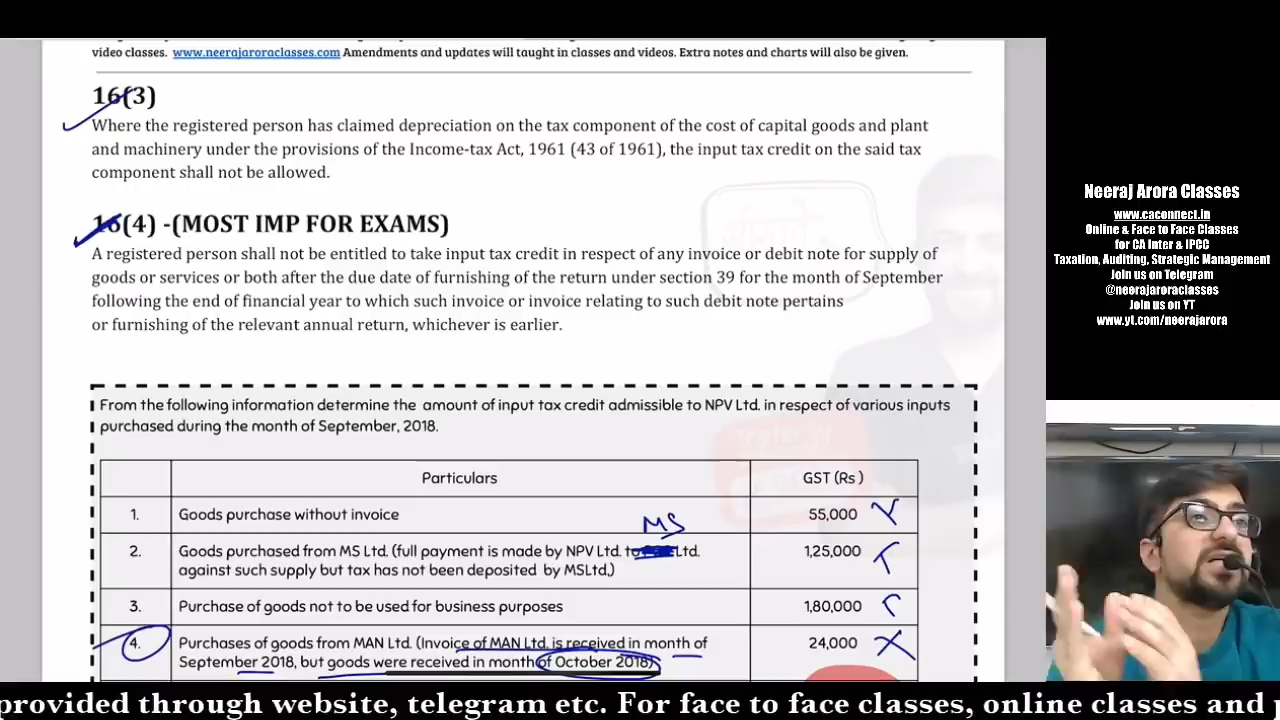 video classes. www.neerajaroraclasses.com Amendments and updates will taught in classes and videos. Extra notes and charts will also be given.
16(3)
Where the registered person has claimed depreciation on the tax component of the cost of capital goods and plant
and machinery under the provisions of the Income-tax Act, 1961 (43 of 1961), the input tax credit on the said tax
component shall not be allowed.
16(4) -(MOST IMP FOR EXAMS)
A registered person shall not be entitled to take input tax credit in respect of any invoice or debit note for supply of
goods or services or both after the due date of furnishing of the return under section 39 for the month of September
following the end of financial year to which such invoice or invoice relating to such debit note pertains
or furnishing of the relevant annual return, whichever is earlier.
From the following information determine the amount of input tax credit admissible to NPV Ltd. in respect of various inputs
purchased during the month of September, 2018.
Particulars GST (Rs )
1. Goods purchase without invoice 55,000
MS
2. Goods purchased from MS Ltd. (full payment is made by NPV Ltd. to Ltd. 1,25,000
against such supply but tax has not been deposited by MSLtd,)
3. Purchase of goods not to be used for business purposes 1,80,000
4. Purchases of goods from MAN Ltd. (Invoice of MAN Ltd. is received in month of 24,000 X
September 2018, but goods were received in month of October 2018)
Neeraj Arora Classes
www.caconnect.in
Online & Face to Face Classes
for CA Inter & IPCC
Taxation, Auditing, Strategic Management
Join us on Telegram
@neerajaroraclasses
Join us on YT
www.yt.com/neerajarora
provided through website, telegram etc. For face to face classes, online classes and